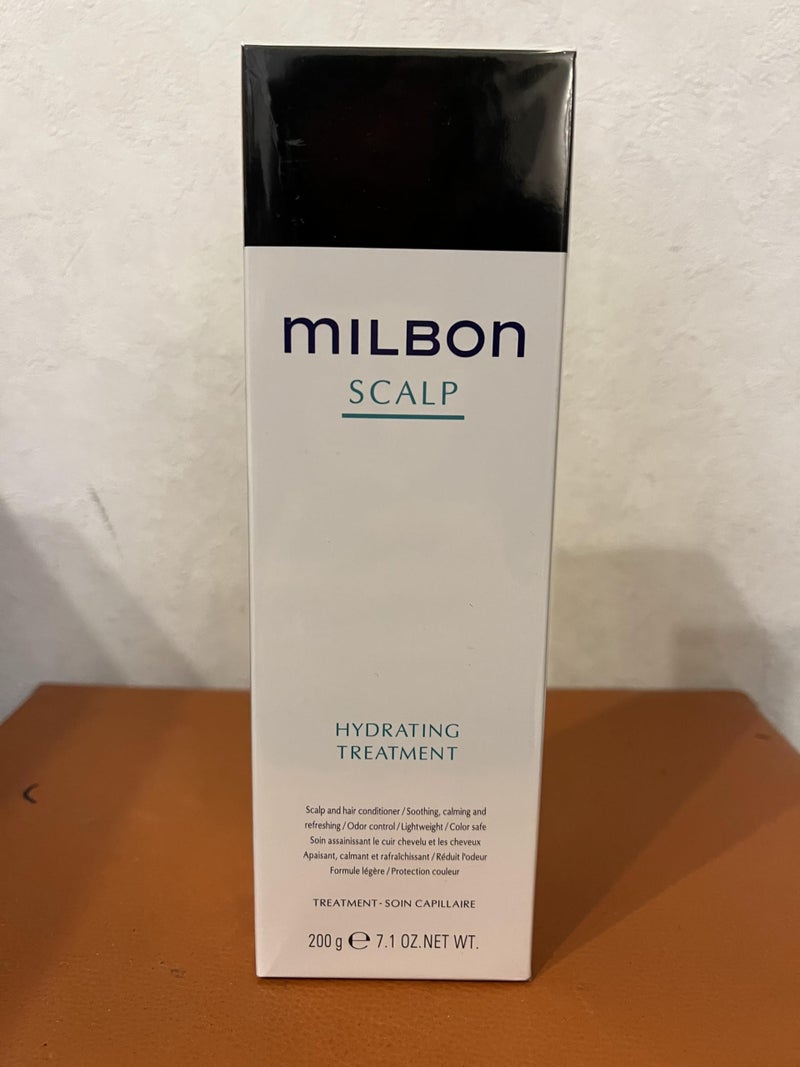 MILBON
SCALP
HYDRATING
TREATMENT
Scalp and hair conditioner / Soothing, calming and
refreshing / Odor control / Lightweight / Color safe
Soin assainissant le cuir chevelu et les cheveux
Apaisant, calmant et rafraîchissant / Réduit l'odeur
Formule légère / Protection couleur
TREATMENT - SOIN CAPILLAIRE
200 g ℮ 7.1 OZ. NET WT.